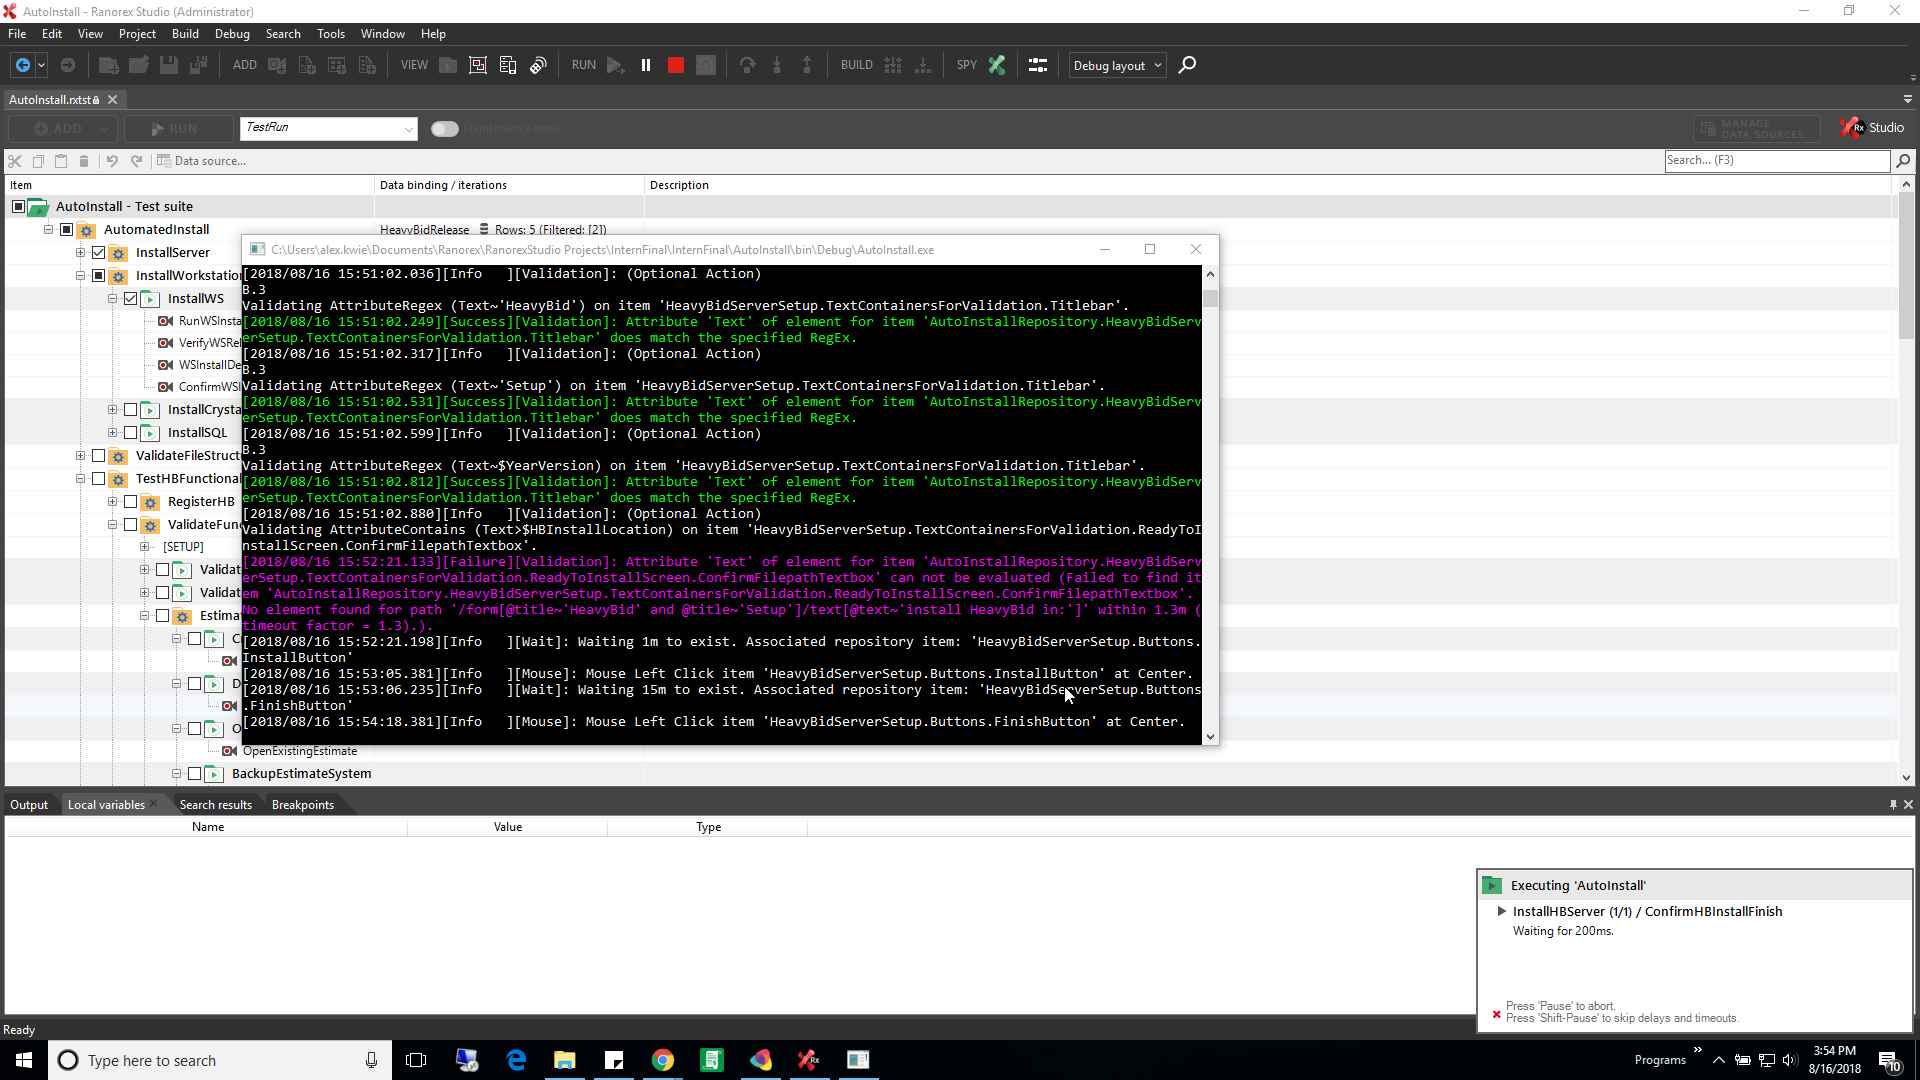 AutoInstall - Ranorex Studio (Administrator)
File Edit View Project Build Debug Search Tools Window Help
ADD VIEW RUN BUILD SPY Debug layout
AutoInstall.rxtst
ADD RUN TestRun MANAGE DATA SOURCES Rx Studio
Data source... Search... (F3)
Item Data binding / iterations Description
AutoInstall - Test suite
AutomatedInstall HeavyBidRelease Rows: 5 (Filtered: [2])
InstallServer
InstallWorkstation
InstallWS
RunWSInsta
VerifyWSRel
WSInstallDe
ConfirmWSI
InstallCrysta
InstallSQL
ValidateFileStruct
TestHBFunctional
RegisterHB
ValidateFun
[SETUP]
Validat
Validat
Estima
C
D
O
OpenExistingEstimate
BackupEstimateSystem
C:\Users\alex.kwie\Documents\Ranorex\RanorexStudio Projects\InternFinal\InternFinal\AutoInstall\bin\Debug\AutoInstall.exe
[2018/08/16 15:51:02.036][Info   ][Validation]: (Optional Action)
B.3
Validating AttributeRegex (Text~'HeavyBid') on item 'HeavyBidServerSetup.TextContainersForValidation.Titlebar'.
[2018/08/16 15:51:02.249][Success][Validation]: Attribute 'Text' of element for item 'AutoInstallRepository.HeavyBidServ
erSetup.TextContainersForValidation.Titlebar' does match the specified RegEx.
[2018/08/16 15:51:02.317][Info   ][Validation]: (Optional Action)
B.3
Validating AttributeRegex (Text~'Setup') on item 'HeavyBidServerSetup.TextContainersForValidation.Titlebar'.
[2018/08/16 15:51:02.531][Success][Validation]: Attribute 'Text' of element for item 'AutoInstallRepository.HeavyBidServ
erSetup.TextContainersForValidation.Titlebar' does match the specified RegEx.
[2018/08/16 15:51:02.599][Info   ][Validation]: (Optional Action)
B.3
Validating AttributeRegex (Text~$YearVersion) on item 'HeavyBidServerSetup.TextContainersForValidation.Titlebar'.
[2018/08/16 15:51:02.812][Success][Validation]: Attribute 'Text' of element for item 'AutoInstallRepository.HeavyBidServ
erSetup.TextContainersForValidation.Titlebar' does match the specified RegEx.
[2018/08/16 15:51:02.880][Info   ][Validation]: (Optional Action)
Validating AttributeContains (Text>$HBInstallLocation) on item 'HeavyBidServerSetup.TextContainersForValidation.ReadyToI
nstallScreen.ConfirmFilepathTextbox'.
[2018/08/16 15:52:21.133][Failure][Validation]: Attribute 'Text' of element for item 'AutoInstallRepository.HeavyBidServ
erSetup.TextContainersForValidation.ReadyToInstallScreen.ConfirmFilepathTextbox' can not be evaluated (Failed to find it
em 'AutoInstallRepository.HeavyBidServerSetup.TextContainersForValidation.ReadyToInstallScreen.ConfirmFilepathTextbox'.
No element found for path '/form[@title~'HeavyBid' and @title~'Setup']/text[@text~'install HeavyBid in:']' within 1.3m (
timeout factor = 1.3).).
[2018/08/16 15:52:21.198][Info   ][Wait]: Waiting 1m to exist. Associated repository item: 'HeavyBidServerSetup.Buttons.
InstallButton'
[2018/08/16 15:53:05.381][Info   ][Mouse]: Mouse Left Click item 'HeavyBidServerSetup.Buttons.InstallButton' at Center.
[2018/08/16 15:53:06.235][Info   ][Wait]: Waiting 15m to exist. Associated repository item: 'HeavyBidServerSetup.Buttons
.FinishButton'
[2018/08/16 15:54:18.381][Info   ][Mouse]: Mouse Left Click item 'HeavyBidServerSetup.Buttons.FinishButton' at Center.
Output Local variables Search results Breakpoints
Name Value Type
Executing 'AutoInstall'
InstallHBServer (1/1) / ConfirmHBInstallFinish
Waiting for 200ms.
Press 'Pause' to abort.
Press 'Shift-Pause' to skip delays and timeouts.
Ready
Type here to search
Programs
3:54 PM
8/16/2018
10